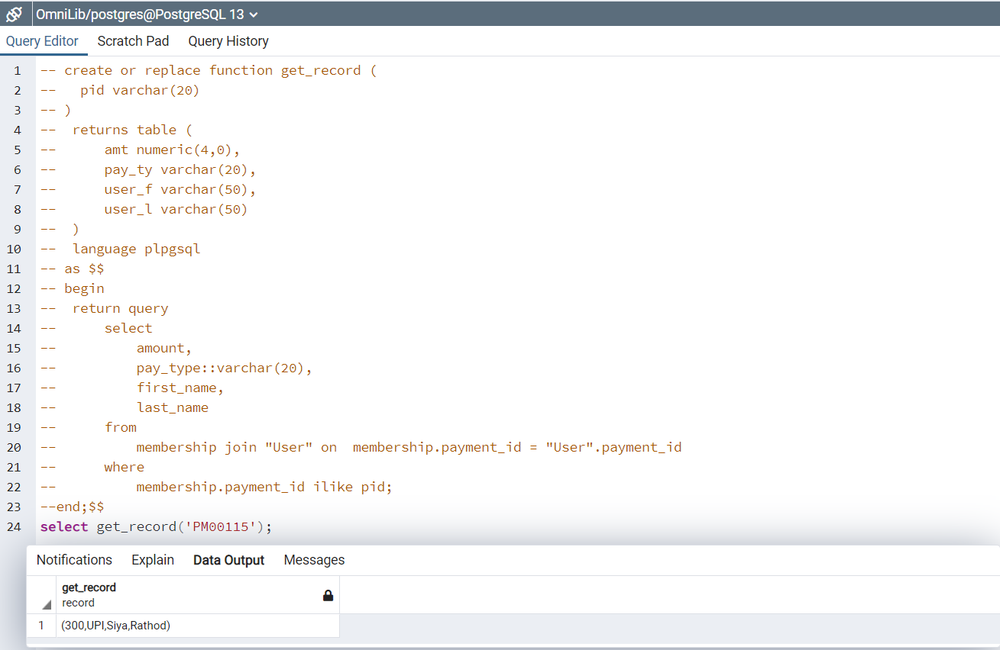 OmniLib/postgres@PostgreSQL 13
Query Editor Scratch Pad Query History
1 -- create or replace function get_record (
2 --   pid varchar(20)
3 -- )
4 --  returns table (
5 --      amt numeric(4,0),
6 --      pay_ty varchar(20),
7 --      user_f varchar(50),
8 --      user_l varchar(50)
9 --  )
10 --  language plpgsql
11 -- as $$
12 -- begin
13 --  return query
14 --      select
15 --          amount,
16 --          pay_type::varchar(20),
17 --          first_name,
18 --          last_name
19 --      from
20 --          membership join "User" on  membership.payment_id = "User".payment_id
21 --      where
22 --          membership.payment_id ilike pid;
23 --end;$$
24 select get_record('PM00115');
Notifications Explain Data Output Messages
get_record
record
1 (300,UPI,Siya,Rathod)